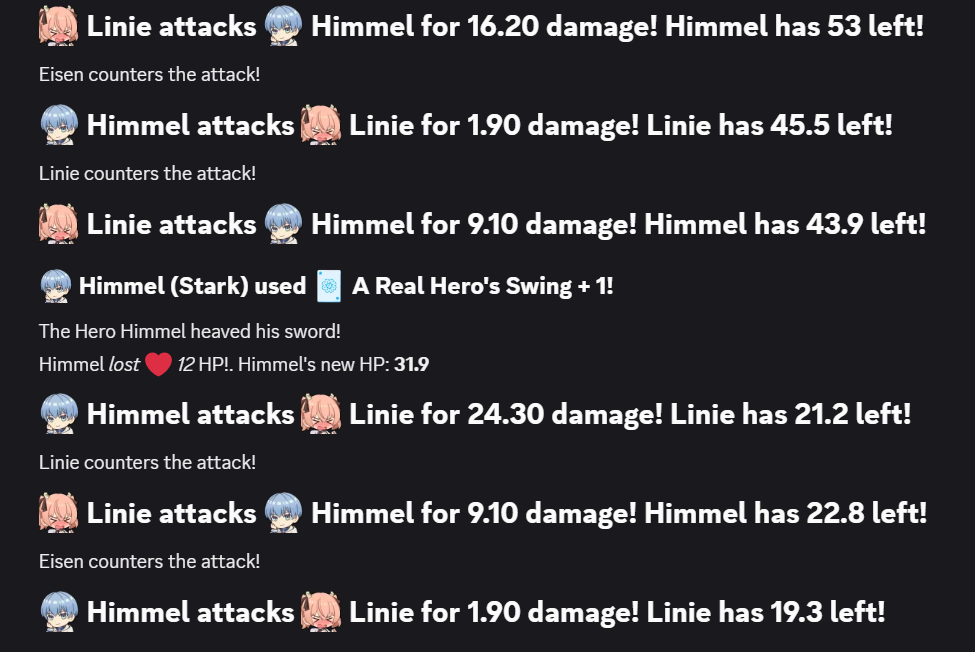 Linie attacks Himmel for 16.20 damage! Himmel has 53 left!
Eisen counters the attack!
Himmel attacks Linie for 1.90 damage! Linie has 45.5 left!
Linie counters the attack!
Linie attacks Himmel for 9.10 damage! Himmel has 43.9 left!
Himmel (Stark) used A Real Hero's Swing + 1!
The Hero Himmel heaved his sword!
Himmel lost 12 HP!. Himmel's new HP: 31.9
Himmel attacks Linie for 24.30 damage! Linie has 21.2 left!
Linie counters the attack!
Linie attacks Himmel for 9.10 damage! Himmel has 22.8 left!
Eisen counters the attack!
Himmel attacks Linie for 1.90 damage! Linie has 19.3 left!